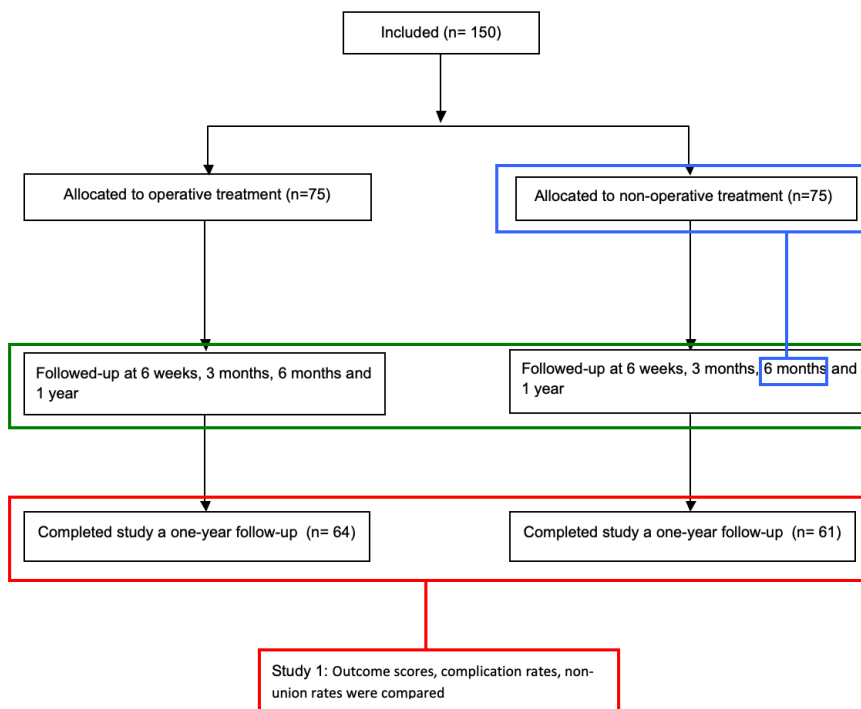 Included (n= 150)
Allocated to operative treatment (n=75)
Allocated to non-operative treatment (n=75)
Followed-up at 6 weeks, 3 months, 6 months and
1 year
Followed-up at 6 weeks, 3 months, 6 months and
1 year
Completed study a one-year follow-up (n= 64)
Completed study a one-year follow-up (n= 61)
Study 1: Outcome scores, complication rates, non-
union rates were compared